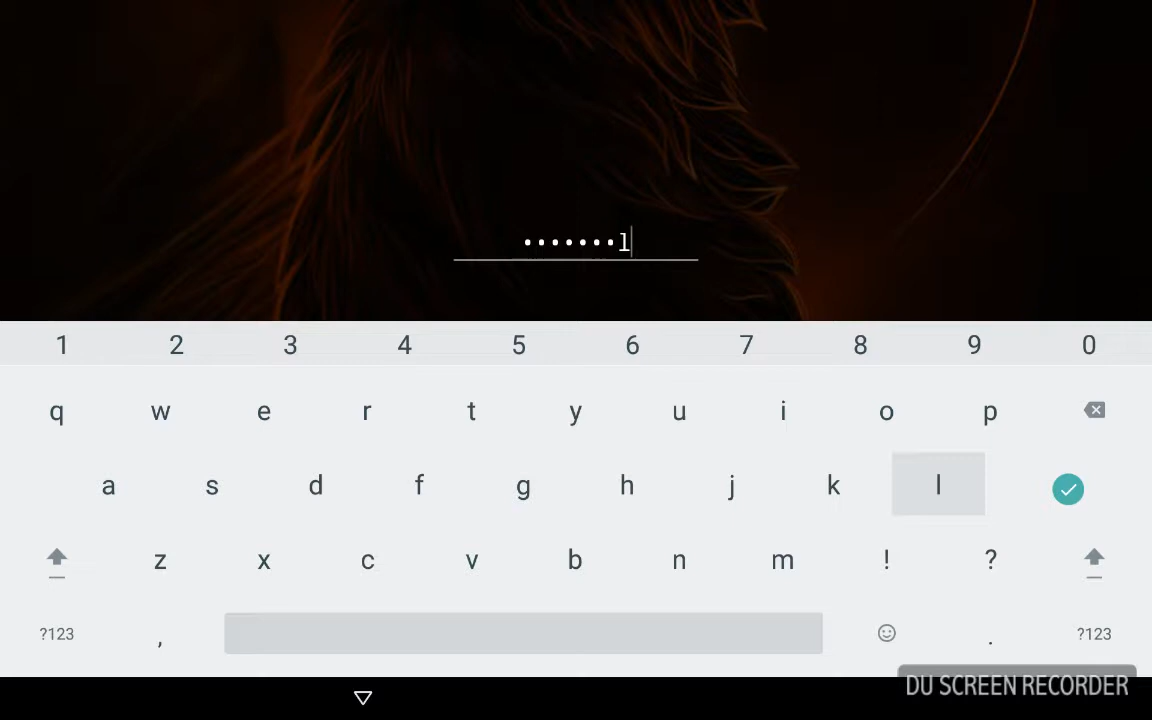 •••••••l
1 2 3 4 5 6 7 8 9 0
q w e r t y u i o p
a s d f g h j k l
z x c v b n m ! ?
?123 , . ?123
DU SCREEN RECORDER